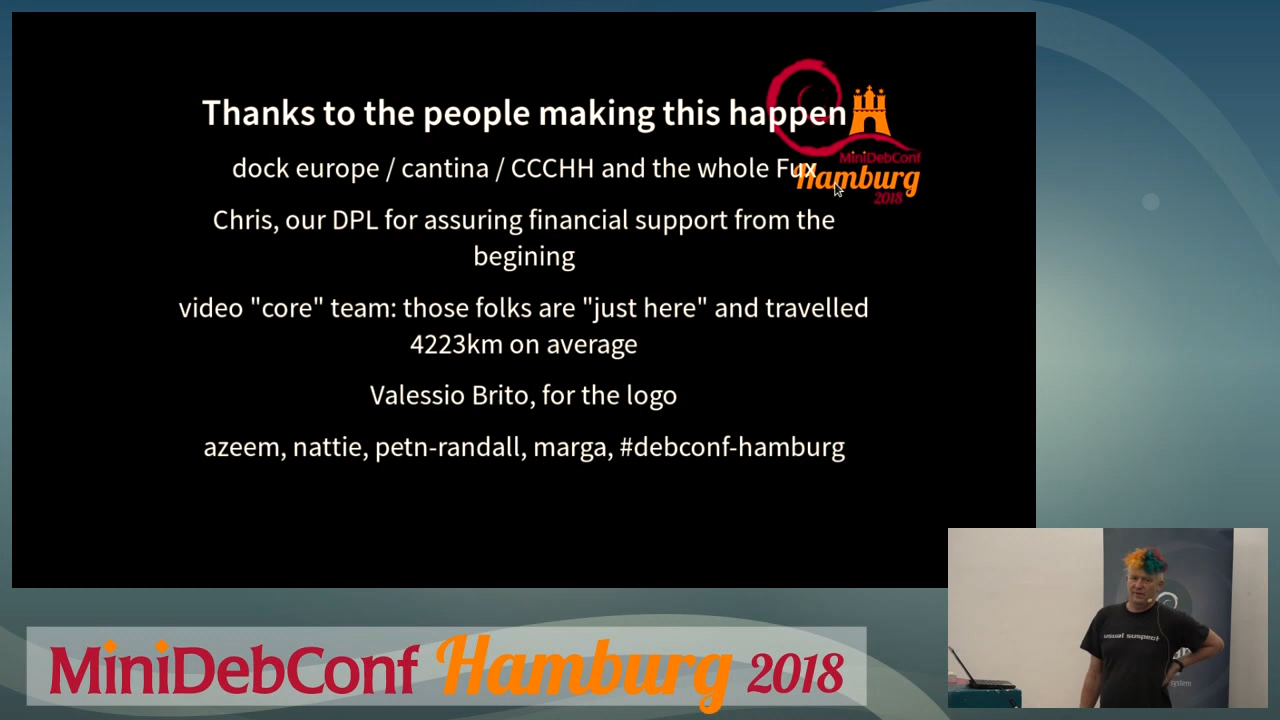 Thanks to the people making this happen
dock europe / cantina / CCCHH and the whole Fux
Chris, our DPL for assuring financial support from the
begining
video "core" team: those folks are "just here" and travelled
4223km on average
Valessio Brito, for the logo
azeem, nattie, petn-randall, marga, #debconf-hamburg
MiniDebConf
Hamburg
2018
usual suspect
system
MiniDebConf Hamburg 2018